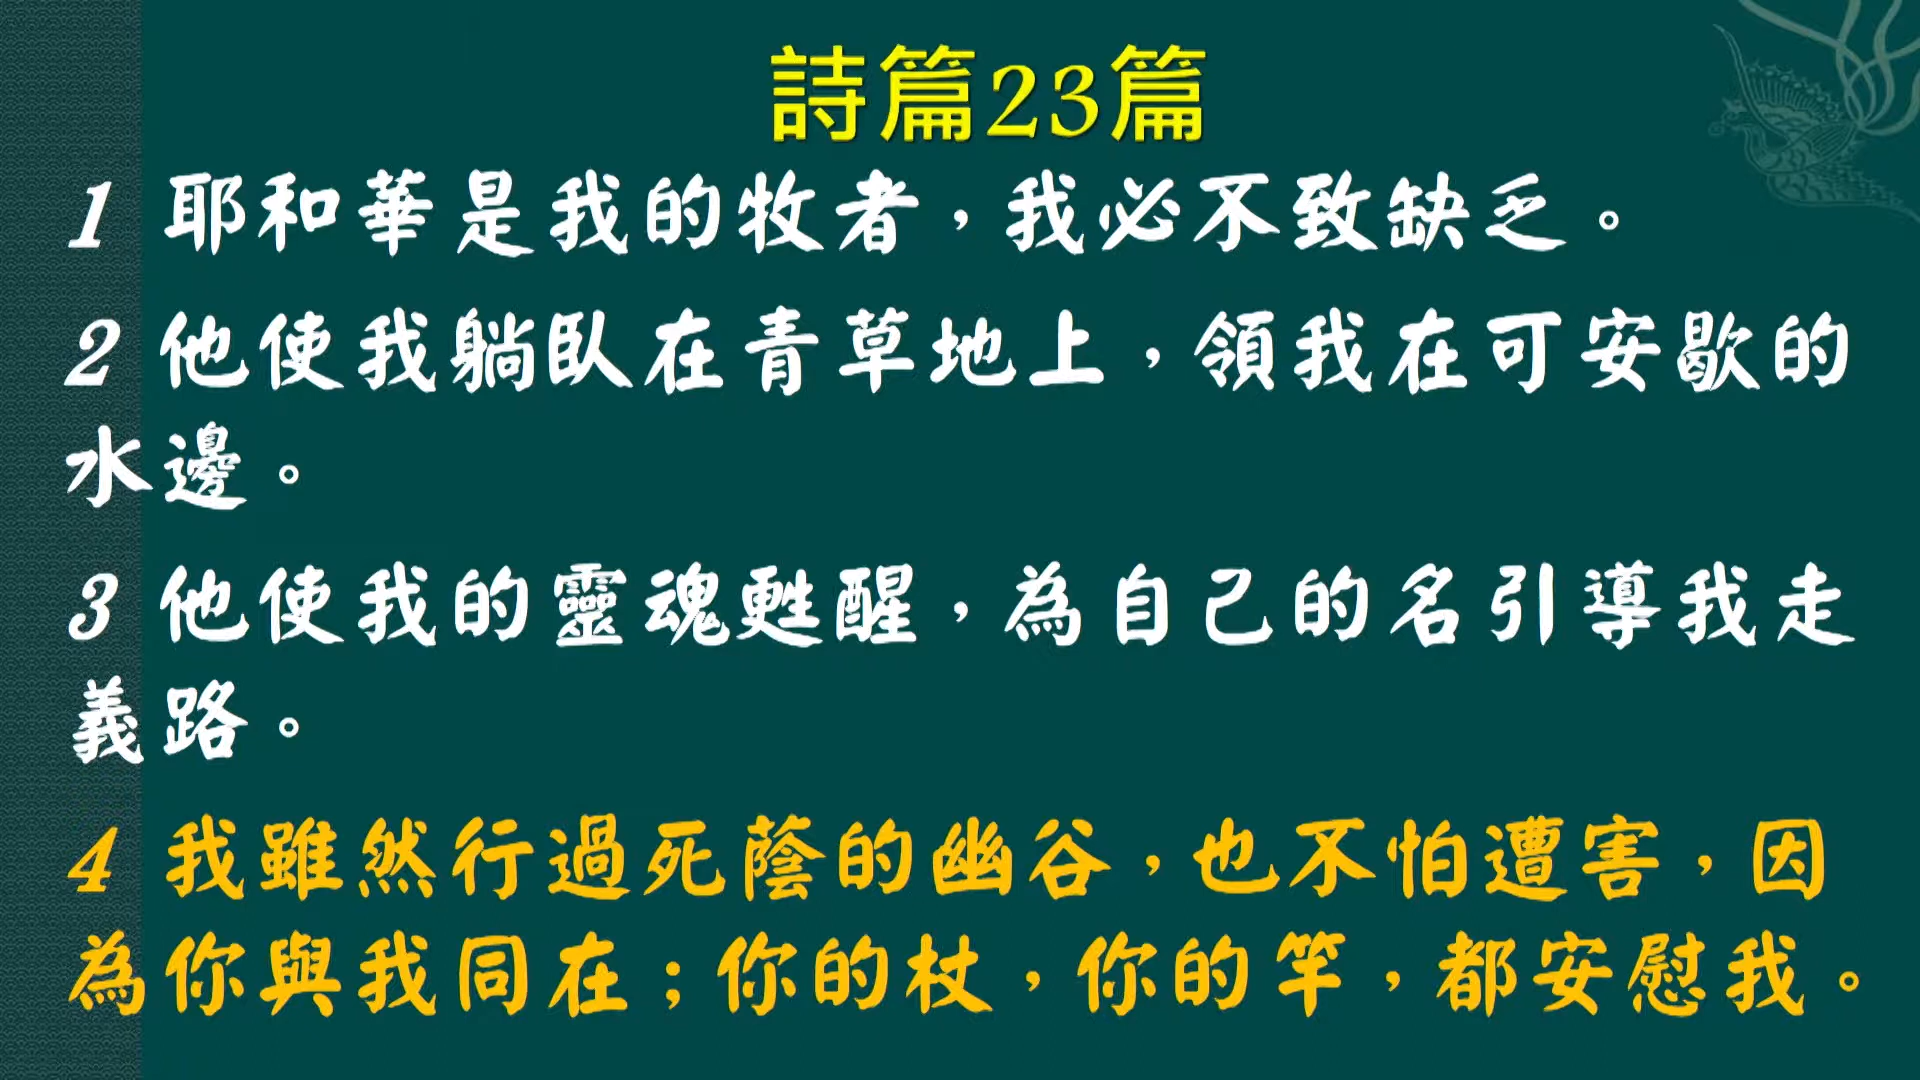 詩篇23篇
1 耶和華是我的牧者，我必不致缺乏。
2 他使我躺臥在青草地上，領我在可安歇的
水邊。
3 他使我的靈魂甦醒，為自己的名引導我走
義路。
4 我雖然行過死蔭的幽谷，也不怕遭害，因
為你與我同在；你的杖，你的竿，都安慰我。